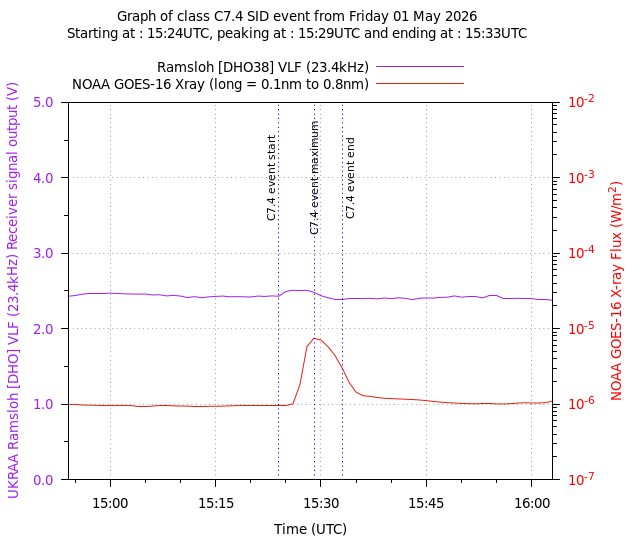 Graph of class C7.4 SID event from Friday 01 May 2026
Starting at : 15:24UTC, peaking at : 15:29UTC and ending at : 15:33UTC
Ramsloh [DHO38] VLF (23.4kHz)
NOAA GOES-16 Xray (long = 0.1nm to 0.8nm)
UKRAA Ramsloh [DHO] VLF (23.4kHz) Receiver signal output (V)
5.0
4.0
3.0
2.0
1.0
0.0
C7.4 event start
C7.4 event maximum
C7.4 event end
10-2
10-3
10-4
10-5
10-6
10-7
NOAA GOES-16 X-ray Flux (W/m2)
15:00 15:15 15:30 15:45 16:00
Time (UTC)